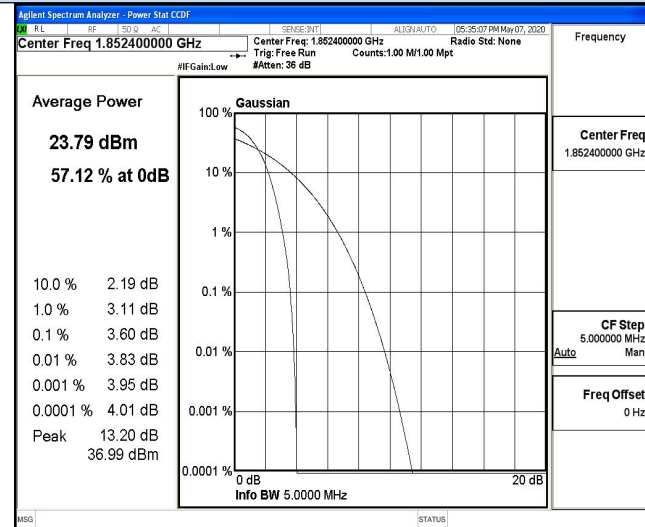 Agilent Spectrum Analyzer - Power Stat CCDF
RL RF 50 Ω AC SENSE:INT ALIGN AUTO 05:35:07 PM May 07, 2020
Center Freq 1.852400000 GHz
Center Freq: 1.852400000 GHz Radio Std: None
Trig: Free Run Counts:1.00 M/1.00 Mpt
#IFGain:Low #Atten: 36 dB
Average Power
23.79 dBm
57.12 % at 0dB
10.0 % 2.19 dB
1.0 % 3.11 dB
0.1 % 3.60 dB
0.01 % 3.83 dB
0.001 % 3.95 dB
0.0001 % 4.01 dB
Peak 13.20 dB
36.99 dBm
Gaussian
100 %
10 %
1 %
0.1 %
0.01 %
0.001 %
0.0001 %
0 dB 20 dB
Info BW 5.0000 MHz
Frequency
Center Freq
1.852400000 GHz
CF Step
5.000000 MHz
Auto Man
Freq Offset
0 Hz
MSG STATUS